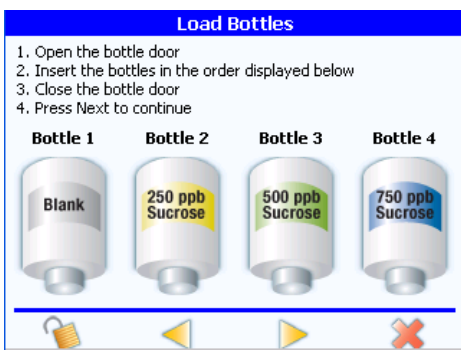 Load Bottles
1. Open the bottle door
2. Insert the bottles in the order displayed below
3. Close the bottle door
4. Press Next to continue
Bottle 1 Bottle 2 Bottle 3 Bottle 4
Blank
250 ppb
Sucrose
500 ppb
Sucrose
750 ppb
Sucrose